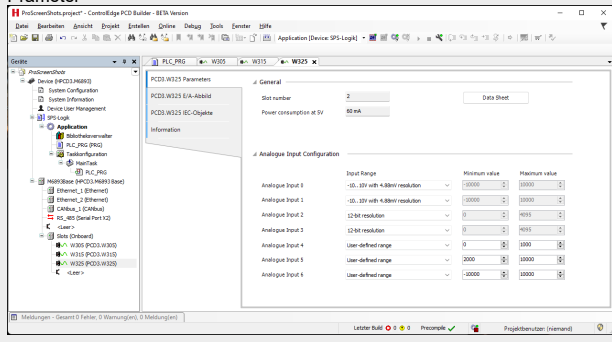 Prameter
ProScreenShots.project* - ControlEdge PCD Builder - BETA Version
Datei Bearbeiten Ansicht Projekt Erstellen Online Debug Tools Fenster Hilfe
Application [Device: SPS-Logik]
Geräte
PLC_PRG W305 W315 W325
ProScreenShots
Device (HPCD3.M6893)
System Configuration
System Information
Device User Management
SPS-Logik
Application
Bibliotheksverwalter
PLC_PRG (PRG)
Taskkonfiguration
MainTask
PLC_PRG
M6893Base (HPCD3.M6893 Base)
Ethernet_1 (Ethernet)
Ethernet_2 (Ethernet)
CANbus_1 (CANbus)
RS_485 (Serial Port X2)
<Leer>
Slots (Onboard)
W305 (PCD3.W305)
W315 (PCD3.W315)
W325 (PCD3.W325)
<Leer>
PCD3.W325 Parameters
PCD3.W325 E/A-Abbild
PCD3.W325 IEC-Objekte
Information
General
Slot number 2 Data Sheet
Power consumption at 5V 60 mA
Analogue Input Configuration
Input Range Minimum value Maximum value
Analogue Input 0 -10..10V with 4.88mV resolution -10000 10000
Analogue Input 1 -10..10V with 4.88mV resolution -10000 10000
Analogue Input 2 12-bit resolution 0 4095
Analogue Input 3 12-bit resolution 0 4095
Analogue Input 4 User-defined range 0 1000
Analogue Input 5 User-defined range 2000 10000
Analogue Input 6 User-defined range -10000 10000
Meldungen - Gesamt 0 Fehler, 0 Warnung(en), 0 Meldung(en)
Letzter Build 0 0 Precompile Projektbenutzer: (niemand)